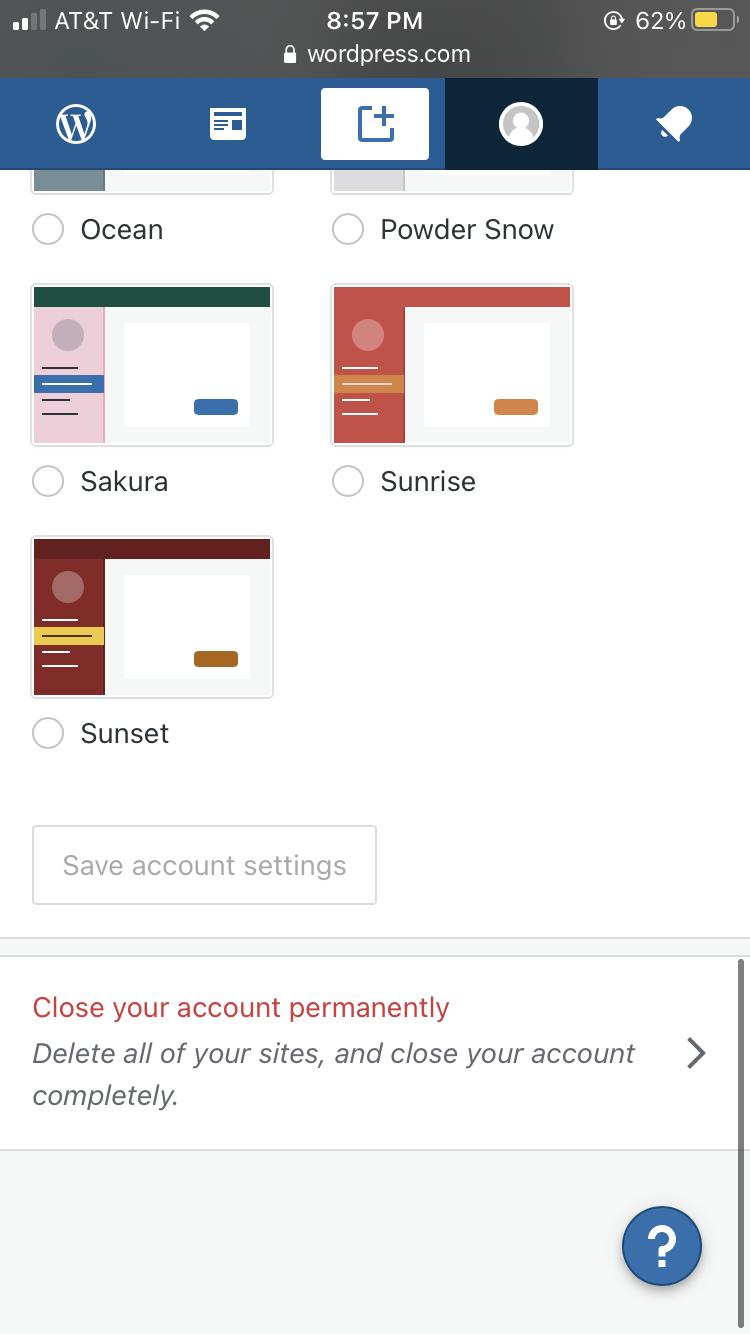 AT&T Wi-Fi 8:57 PM 62%
wordpress.com
Ocean Powder Snow
Sakura Sunrise
Sunset
Save account settings
Close your account permanently
Delete all of your sites, and close your account
completely.
?